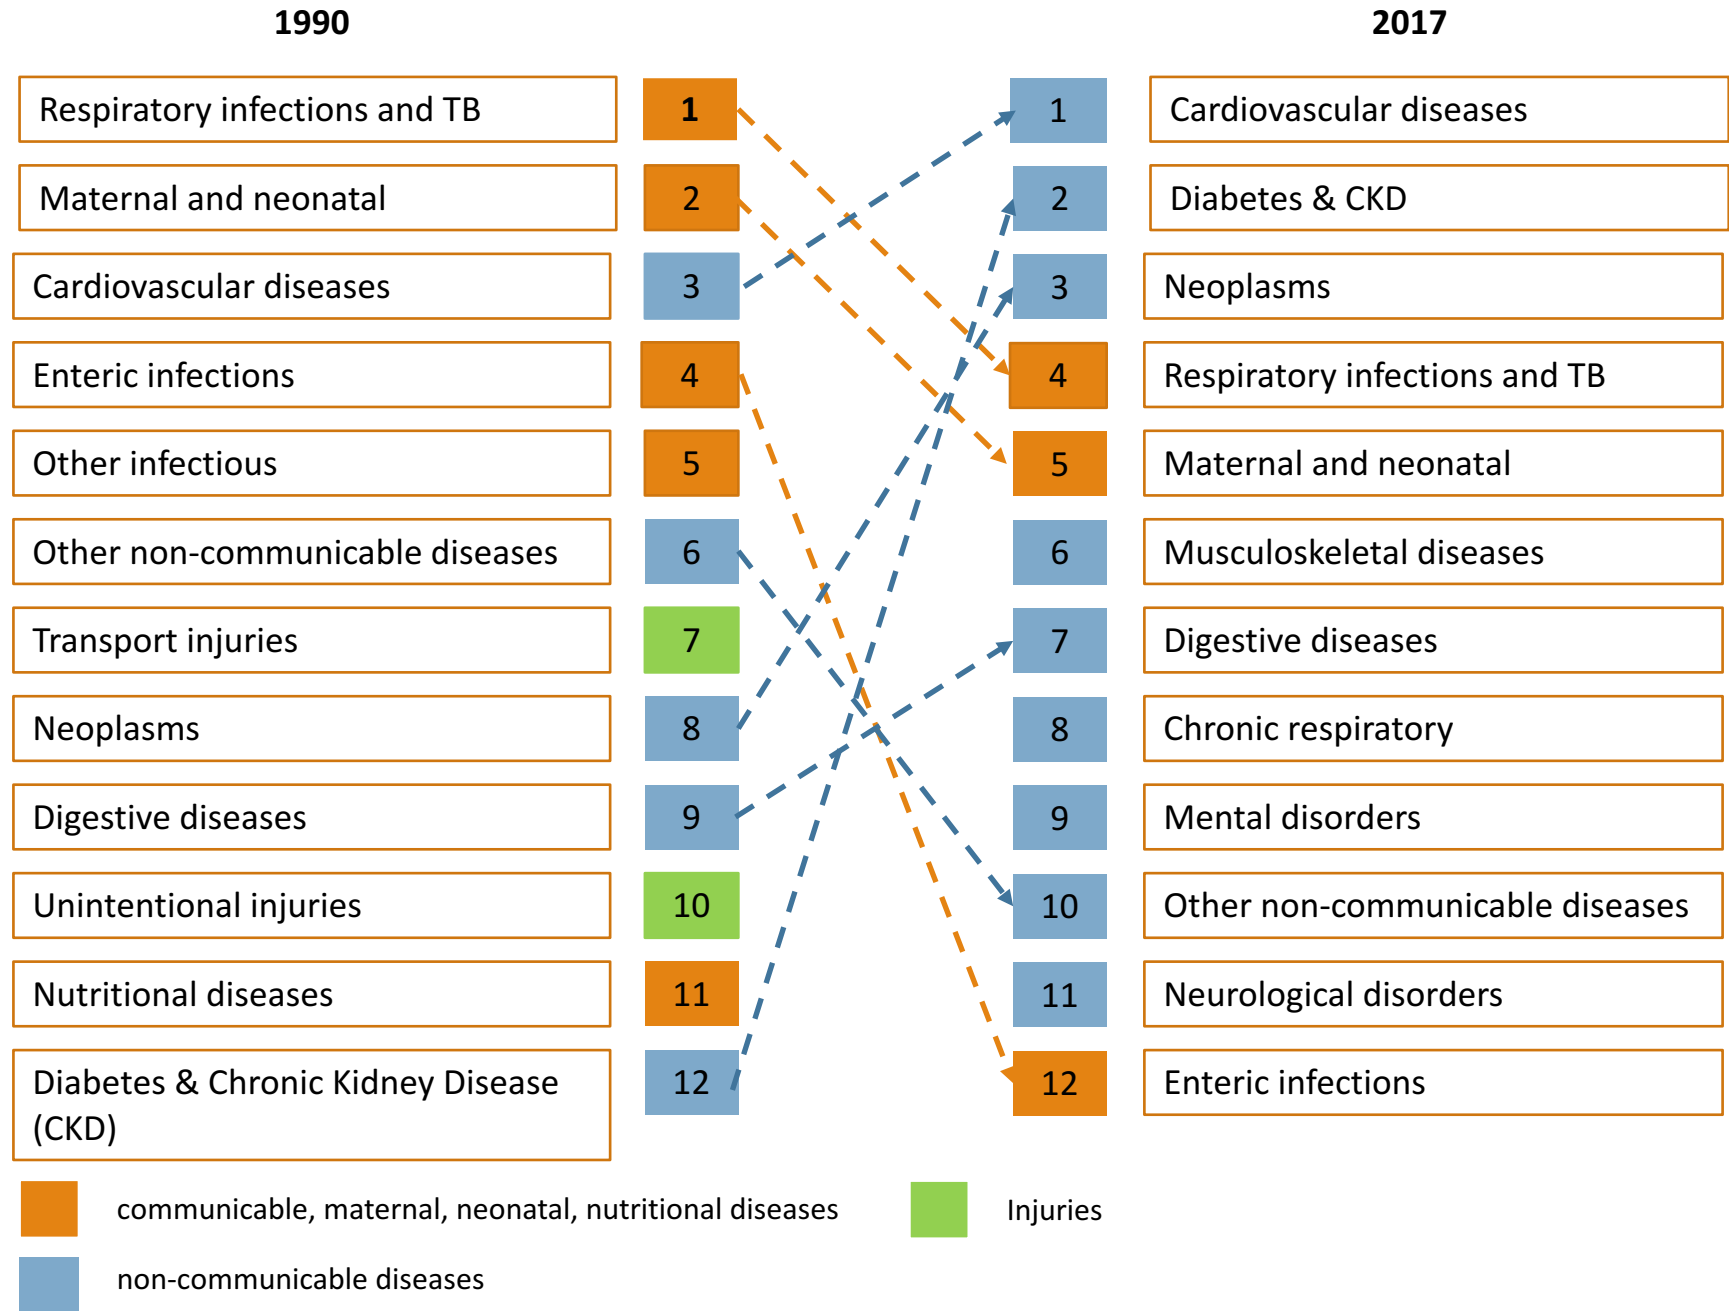 1990
2017
Respiratory infections and TB 1
1 Cardiovascular diseases
Maternal and neonatal 2
2 Diabetes & CKD
Cardiovascular diseases 3
3 Neoplasms
Enteric infections 4
4 Respiratory infections and TB
Other infectious 5
5 Maternal and neonatal
Other non-communicable diseases 6
6 Musculoskeletal diseases
Transport injuries 7
7 Digestive diseases
Neoplasms 8
8 Chronic respiratory
Digestive diseases 9
9 Mental disorders
Unintentional injuries 10
10 Other non-communicable diseases
Nutritional diseases 11
11 Neurological disorders
Diabetes & Chronic Kidney Disease
(CKD)
12
12 Enteric infections
communicable, maternal, neonatal, nutritional diseases
Injuries
non-communicable diseases